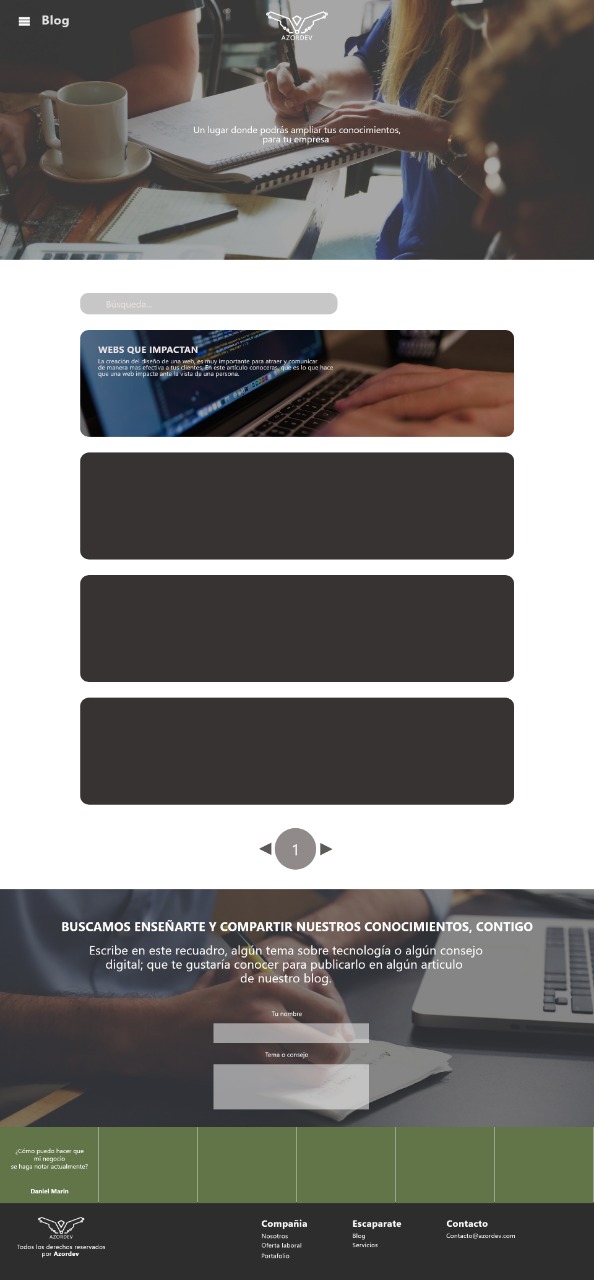 Blog
AZORDEV
Un lugar donde podrás ampliar tus conocimientos,
para tu empresa
Búsqueda...
WEBS QUE IMPACTAN
La creación del diseño de una web, es muy importante para atraer y comunicar
de manera mas efectiva a tus clientes. En este artículo conoceras, que es lo que hace
que una web impacte ante la vista de una persona.
1
BUSCAMOS ENSEÑARTE Y COMPARTIR NUESTROS CONOCIMIENTOS, CONTIGO
Escribe en este recuadro, algún tema sobre tecnología o algún consejo
digital; que te gustaría conocer para publicarlo en algún articulo
de nuestro blog.
Tu nombre
Tema o consejo
¿Cómo puedo hacer que
mi negocio
se haga notar actualmente?
Daniel Marin
AZORDEV
Todos los derechos reservados
por Azordev
Compañia
Nosotros
Oferta laboral
Portafolio
Escaparate
Blog
Servicios
Contacto
Contacto@azordev.com